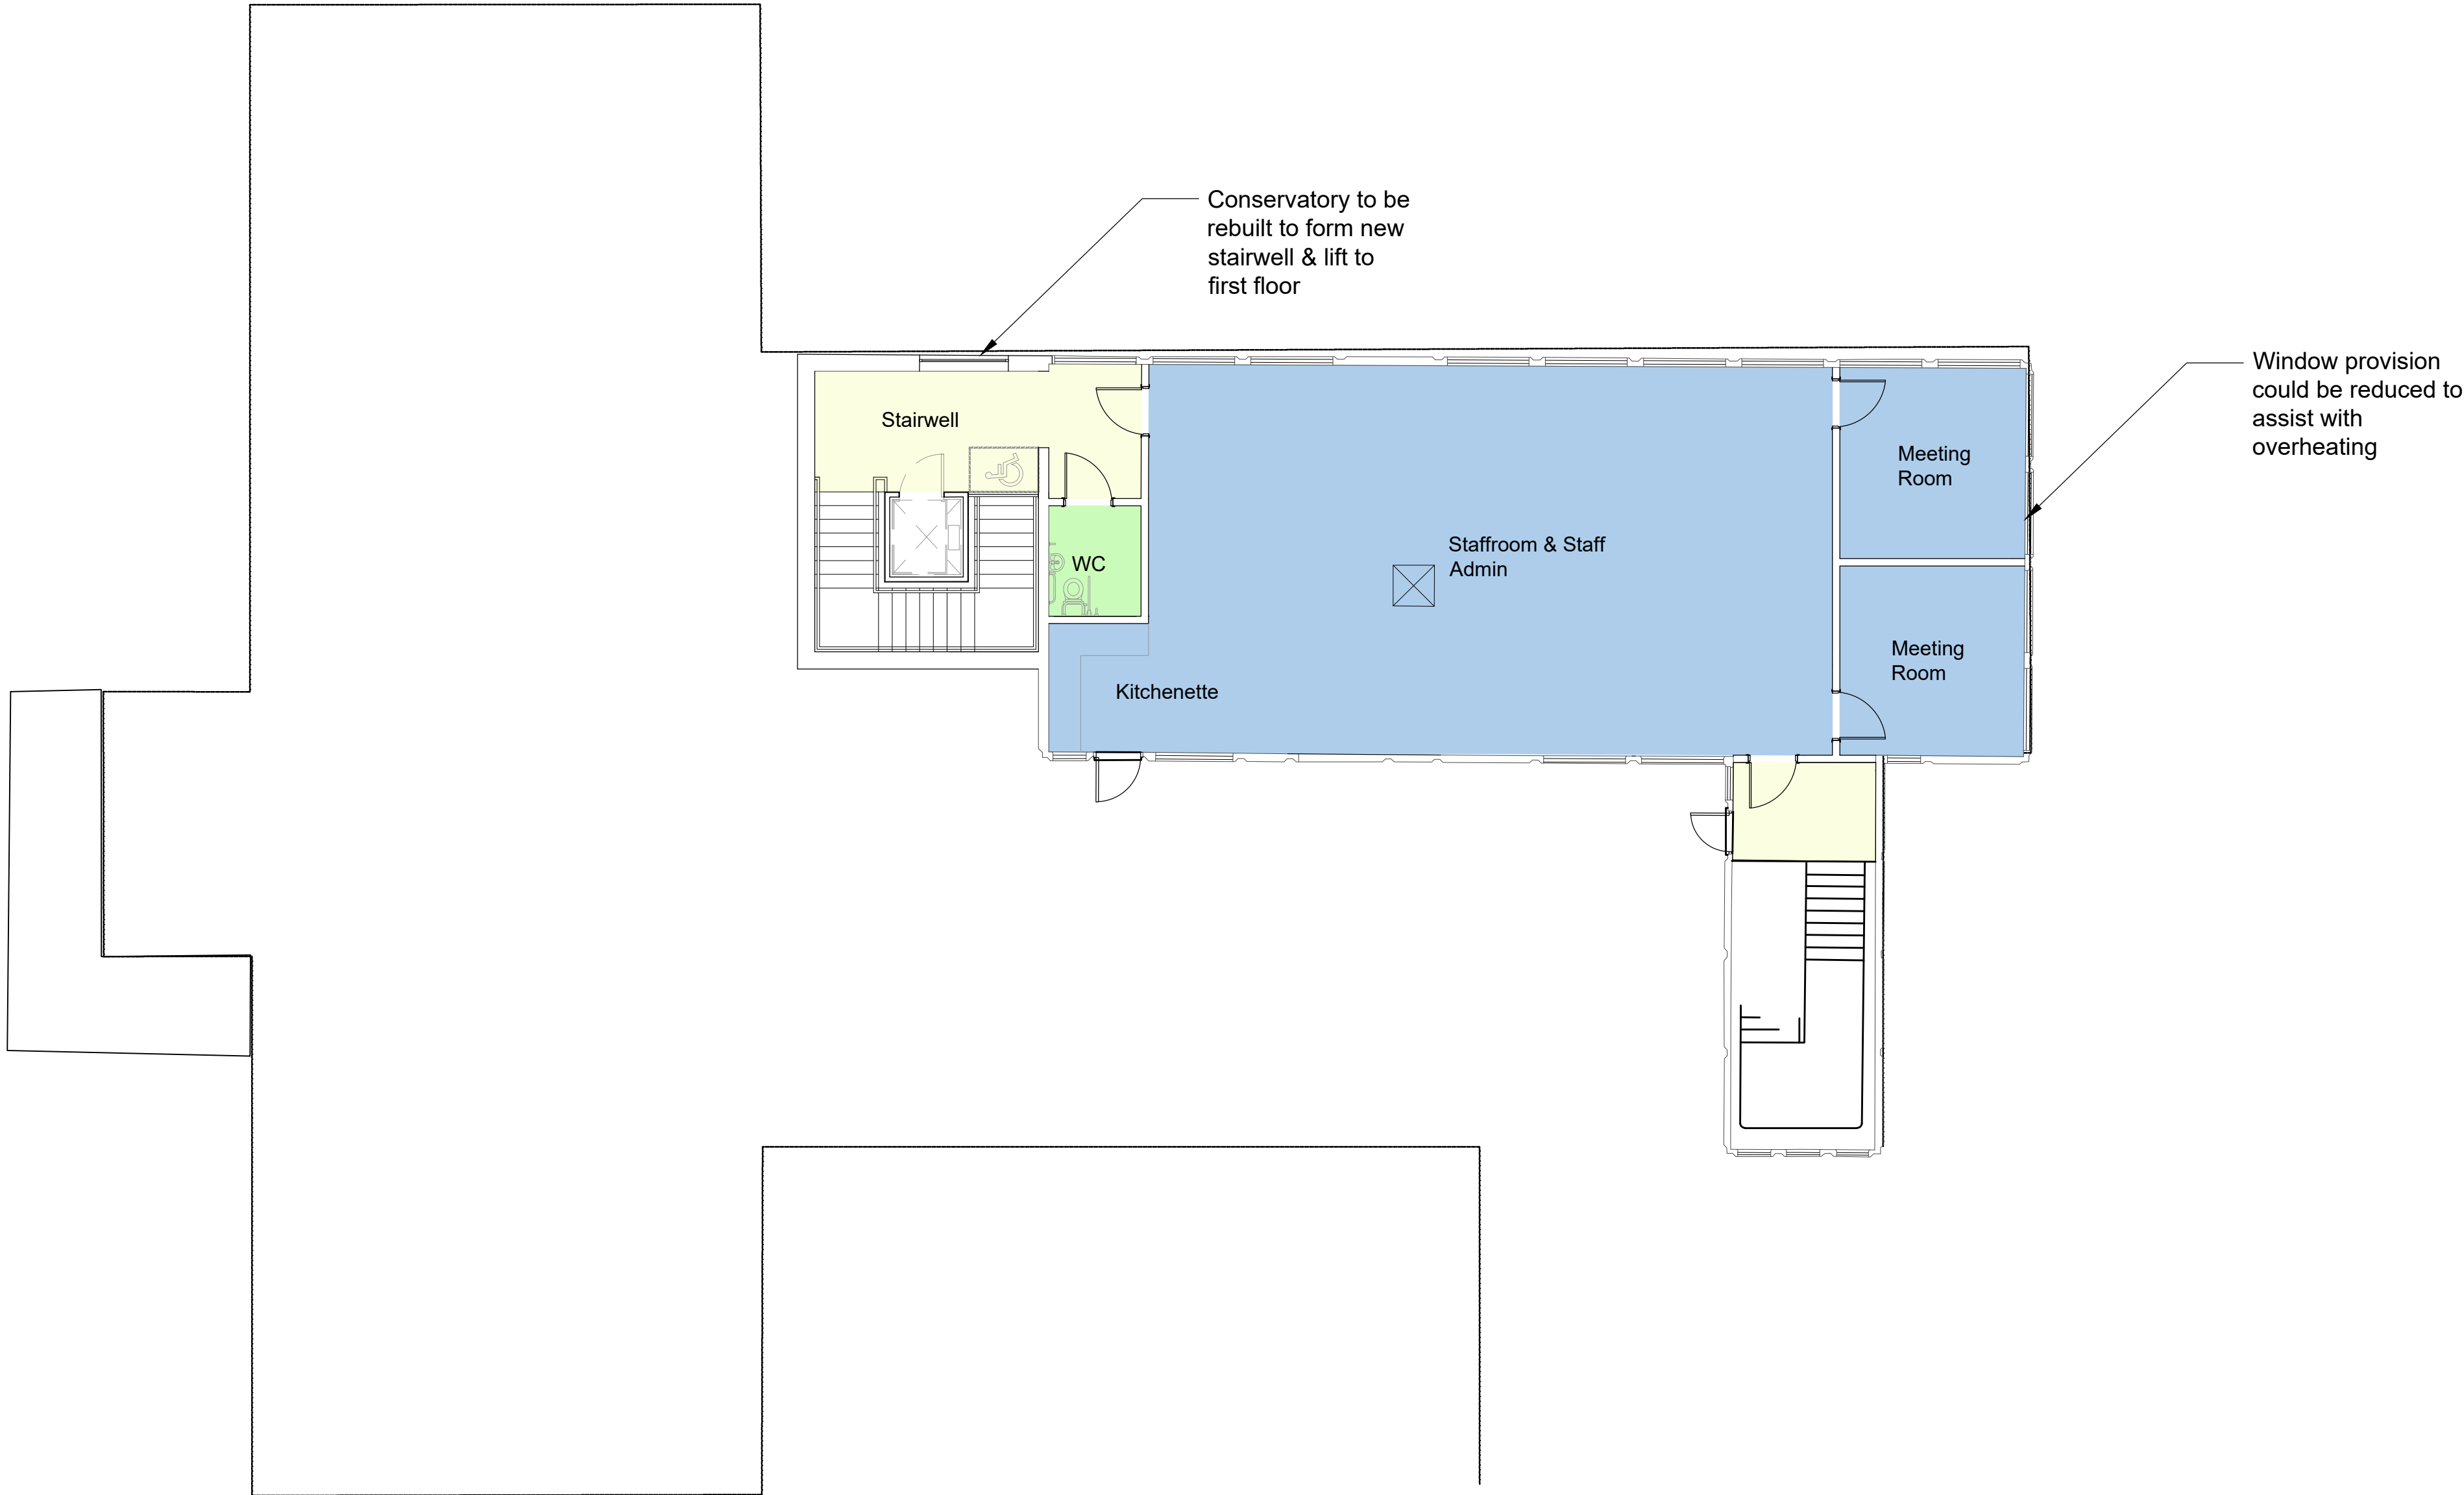 Conservatory to be
rebuilt to form new
stairwell & lift to
first floor
Window provision
could be reduced to
assist with
overheating
Stairwell
Meeting
Room
Staffroom & Staff
Admin
WC
Meeting
Room
Kitchenette